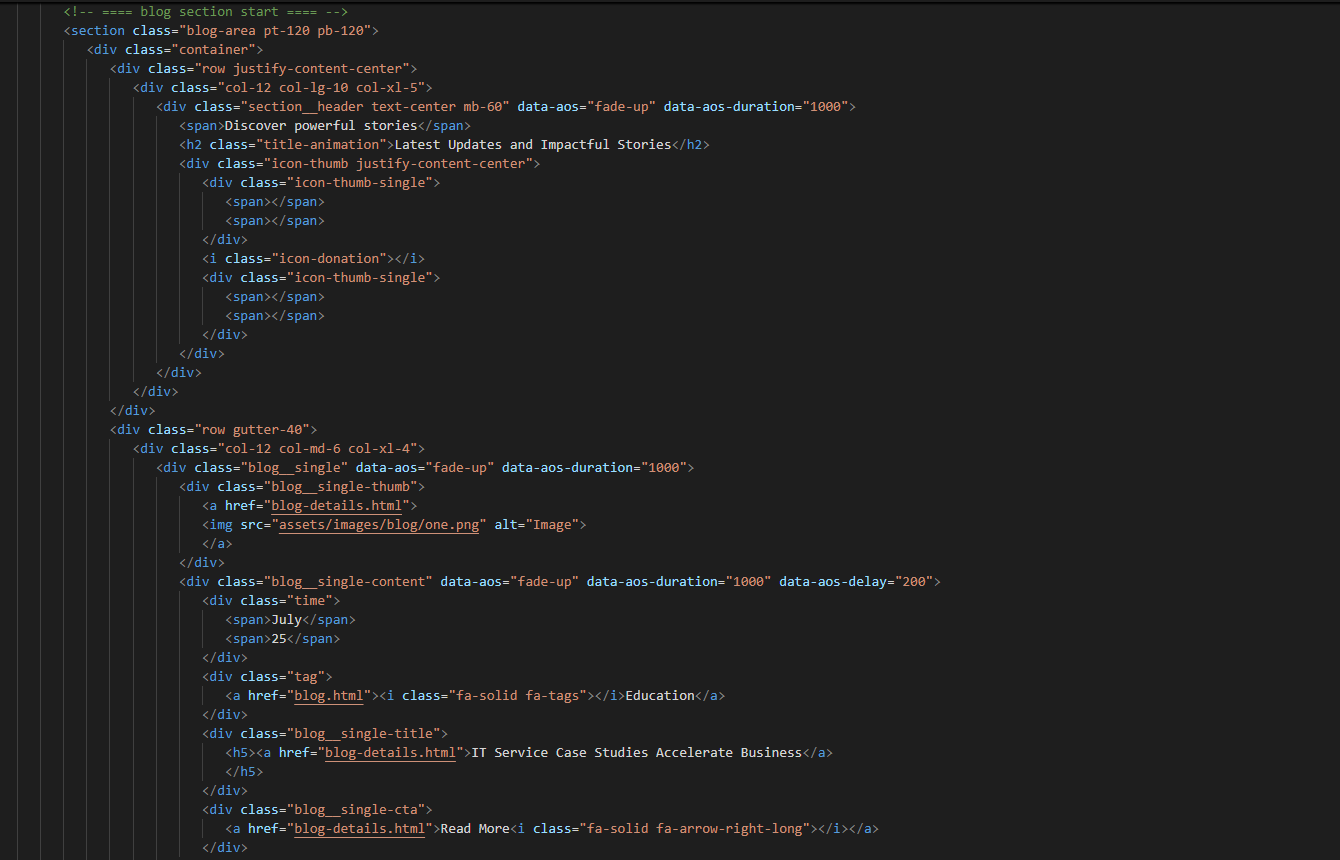 <!-- ==== blog section start ==== -->
<section class="blog-area pt-120 pb-120">
<div class="container">
<div class="row justify-content-center">
<div class="col-12 col-lg-10 col-xl-5">
<div class="section__header text-center mb-60" data-aos="fade-up" data-aos-duration="1000">
<span>Discover powerful stories</span>
<h2 class="title-animation">Latest Updates and Impactful Stories</h2>
<div class="icon-thumb justify-content-center">
<div class="icon-thumb-single">
<span></span>
<span></span>
</div>
<i class="icon-donation"></i>
<div class="icon-thumb-single">
<span></span>
<span></span>
</div>
</div>
</div>
</div>
</div>
<div class="row gutter-40">
<div class="col-12 col-md-6 col-xl-4">
<div class="blog__single" data-aos="fade-up" data-aos-duration="1000">
<div class="blog__single-thumb">
<a href="blog-details.html">
<img src="assets/images/blog/one.png" alt="Image">
</a>
</div>
<div class="blog__single-content" data-aos="fade-up" data-aos-duration="1000" data-aos-delay="200">
<div class="time">
<span>July</span>
<span>25</span>
</div>
<div class="tag">
<a href="blog.html"><i class="fa-solid fa-tags"></i>Education</a>
</div>
<div class="blog__single-title">
<h5><a href="blog-details.html">IT Service Case Studies Accelerate Business</a>
</h5>
</div>
<div class="blog__single-cta">
<a href="blog-details.html">Read More<i class="fa-solid fa-arrow-right-long"></i></a>
</div>